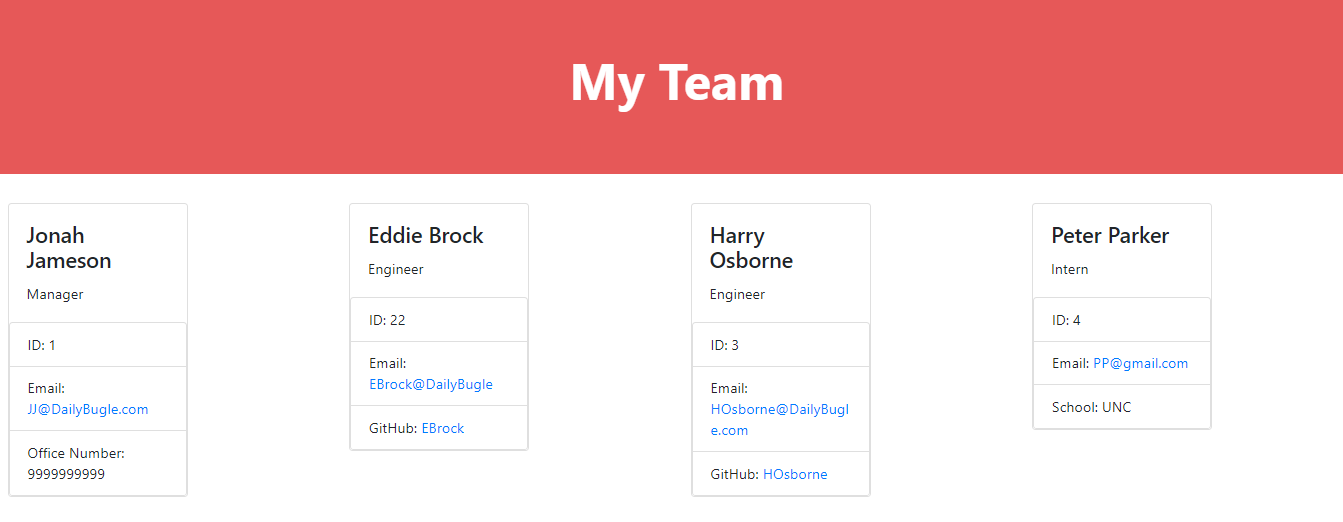 My Team
Jonah
Jameson
Manager
ID: 1
Email:
JJ@DailyBugle.com
Office Number:
9999999999
Eddie Brock
Engineer
ID: 22
Email:
EBrock@DailyBugle
GitHub: EBrock
Harry
Osborne
Engineer
ID: 3
Email:
HOsborne@DailyBugl
e.com
GitHub: HOsborne
Peter Parker
Intern
ID: 4
Email: PP@gmail.com
School: UNC